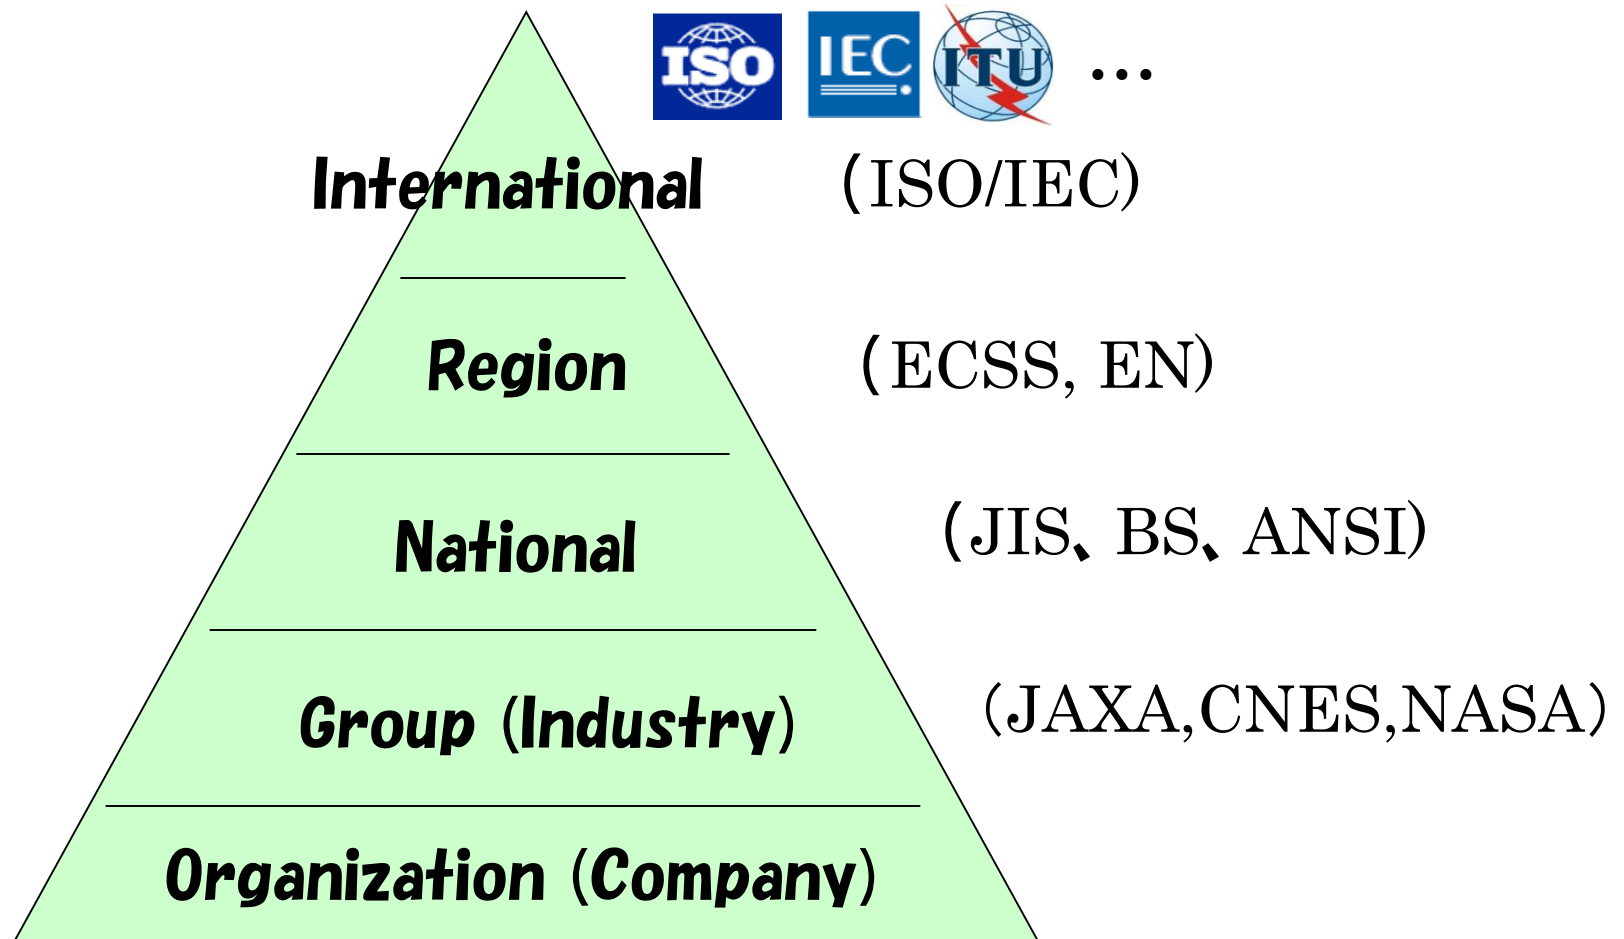 ISO IEC ITU …
International (ISO/IEC)
Region (ECSS, EN)
National (JIS、BS、ANSI)
Group (Industry) (JAXA,CNES,NASA)
Organization (Company)